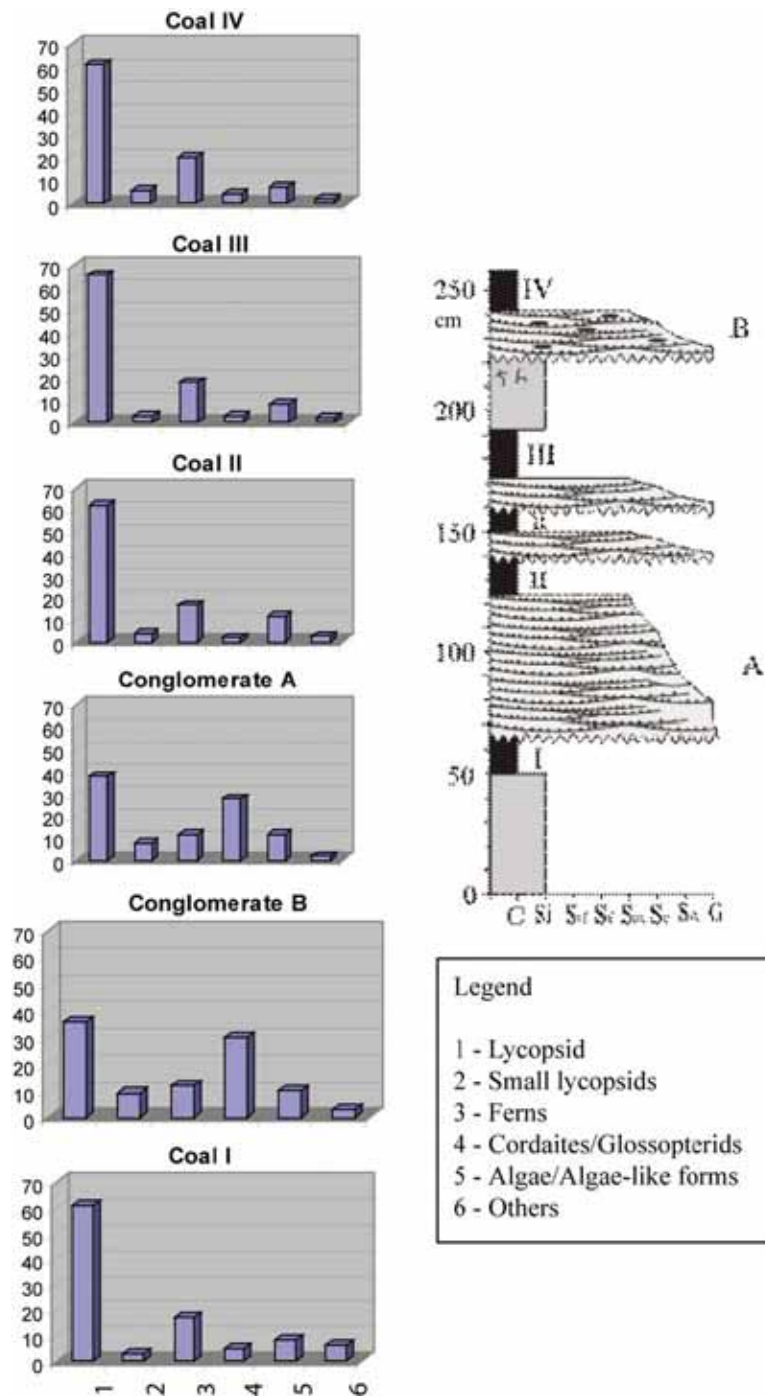 Coal IV
70
60
50
40
30
20
10
0
Coal III
70
60
50
40
30
20
10
0
Coal II
70
60
50
40
30
20
10
0
Conglomerate A
70
60
50
40
30
20
10
0
Conglomerate B
70
60
50
40
30
20
10
0
Coal I
70
60
50
40
30
20
10
0
1 2 3 4 5 6
250
cm
200
150
100
50
0
IV
B
III
II
A
I
C Si G
Legend
1 - Lycopsid
2 - Small lycopsids
3 - Ferns
4 - Cordaites/Glossopterids
5 - Algae/Algae-like forms
6 - Others